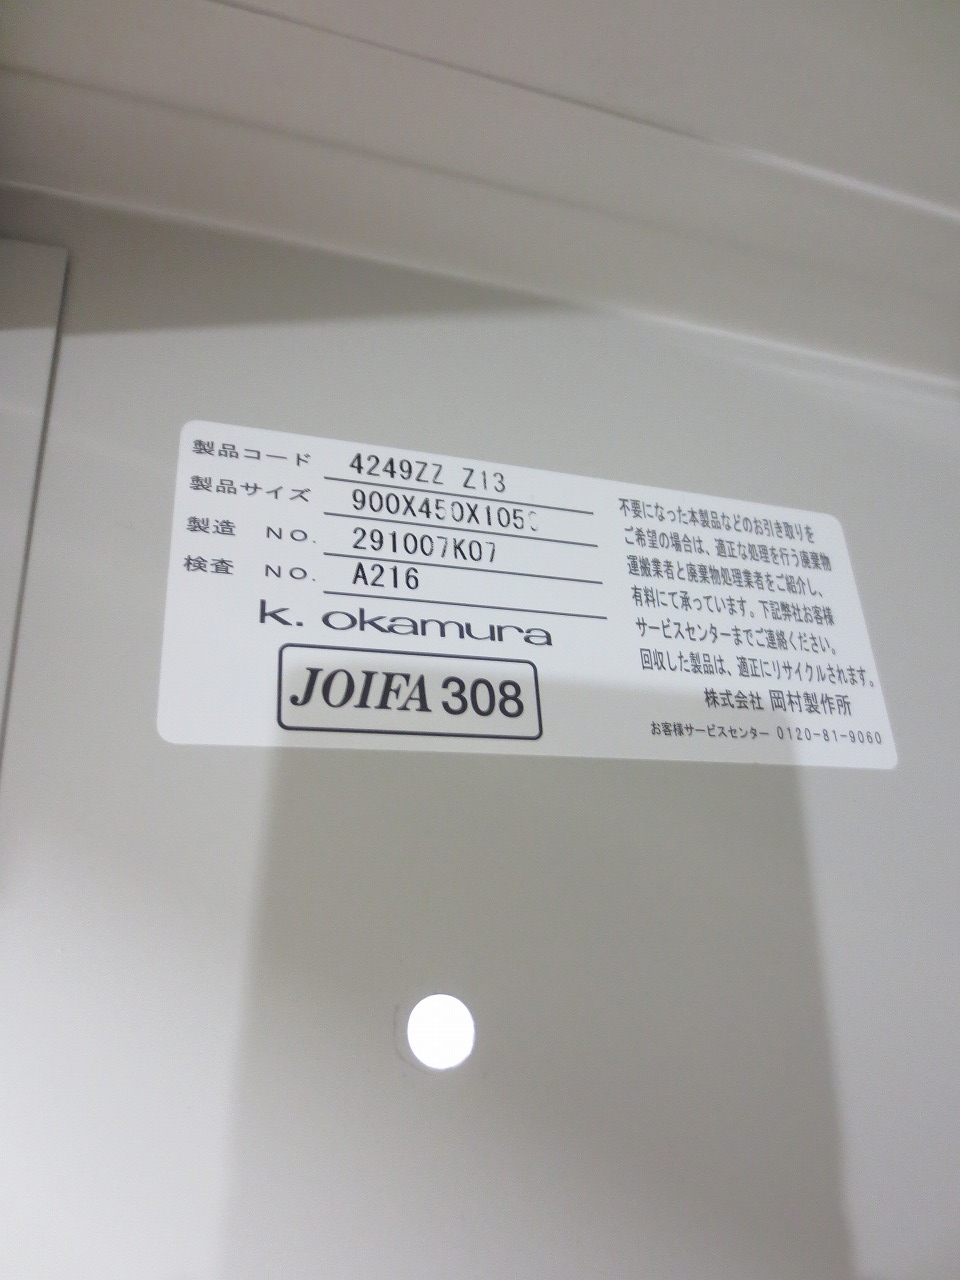 製品コード 4249ZZ Z13
製品サイズ 900X450X1050
製造 NO. 291007K07
検査 NO. A216
k. okamura
JOIFA 308
不要になった本製品などのお引き取りを
ご希望の場合は、適正な処理を行う廃棄物
運搬業者と廃棄物処理業者をご紹介し、
有料にて承っています。下記弊社お客様
サービスセンターまでご連絡ください。
回収した製品は、適正にリサイクルされます。
株式会社 岡村製作所
お客様サービスセンター 0120-81-9060